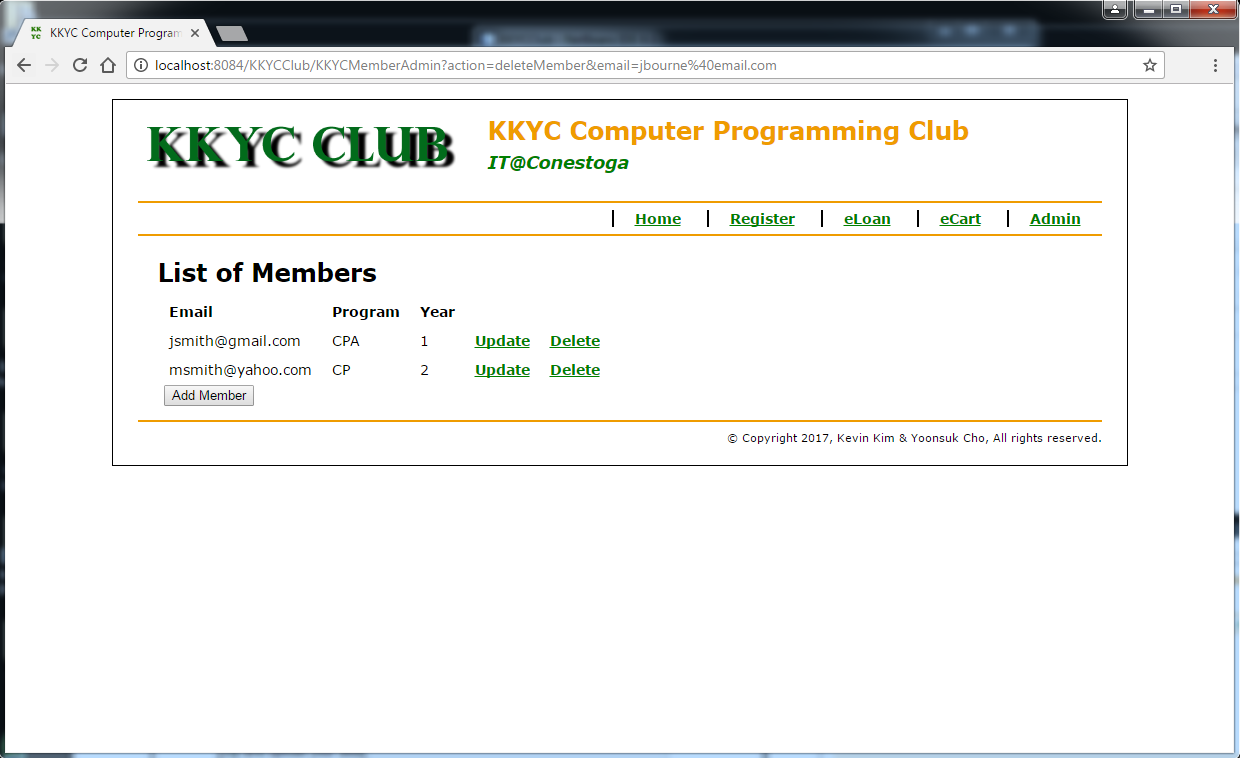 KK
YC
KKYC Computer Program
localhost:8084/KKYCClub/KKYCMemberAdmin?action=deleteMember&email=jbourne%40email.com
KKYC CLUB
KKYC Computer Programming Club
IT@Conestoga
Home Register eLoan eCart Admin
List of Members
Email Program Year
jsmith@gmail.com CPA 1 Update Delete
msmith@yahoo.com CP 2 Update Delete
Add Member
© Copyright 2017, Kevin Kim & Yoonsuk Cho, All rights reserved.